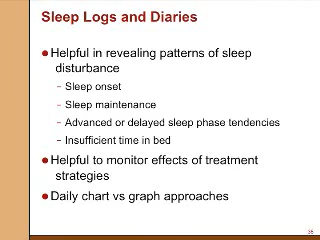 Sleep Logs and Diaries
● Helpful in revealing patterns of sleep
disturbance
– Sleep onset
– Sleep maintenance
– Advanced or delayed sleep phase tendencies
– Insufficient time in bed
● Helpful to monitor effects of treatment
strategies
● Daily chart vs graph approaches